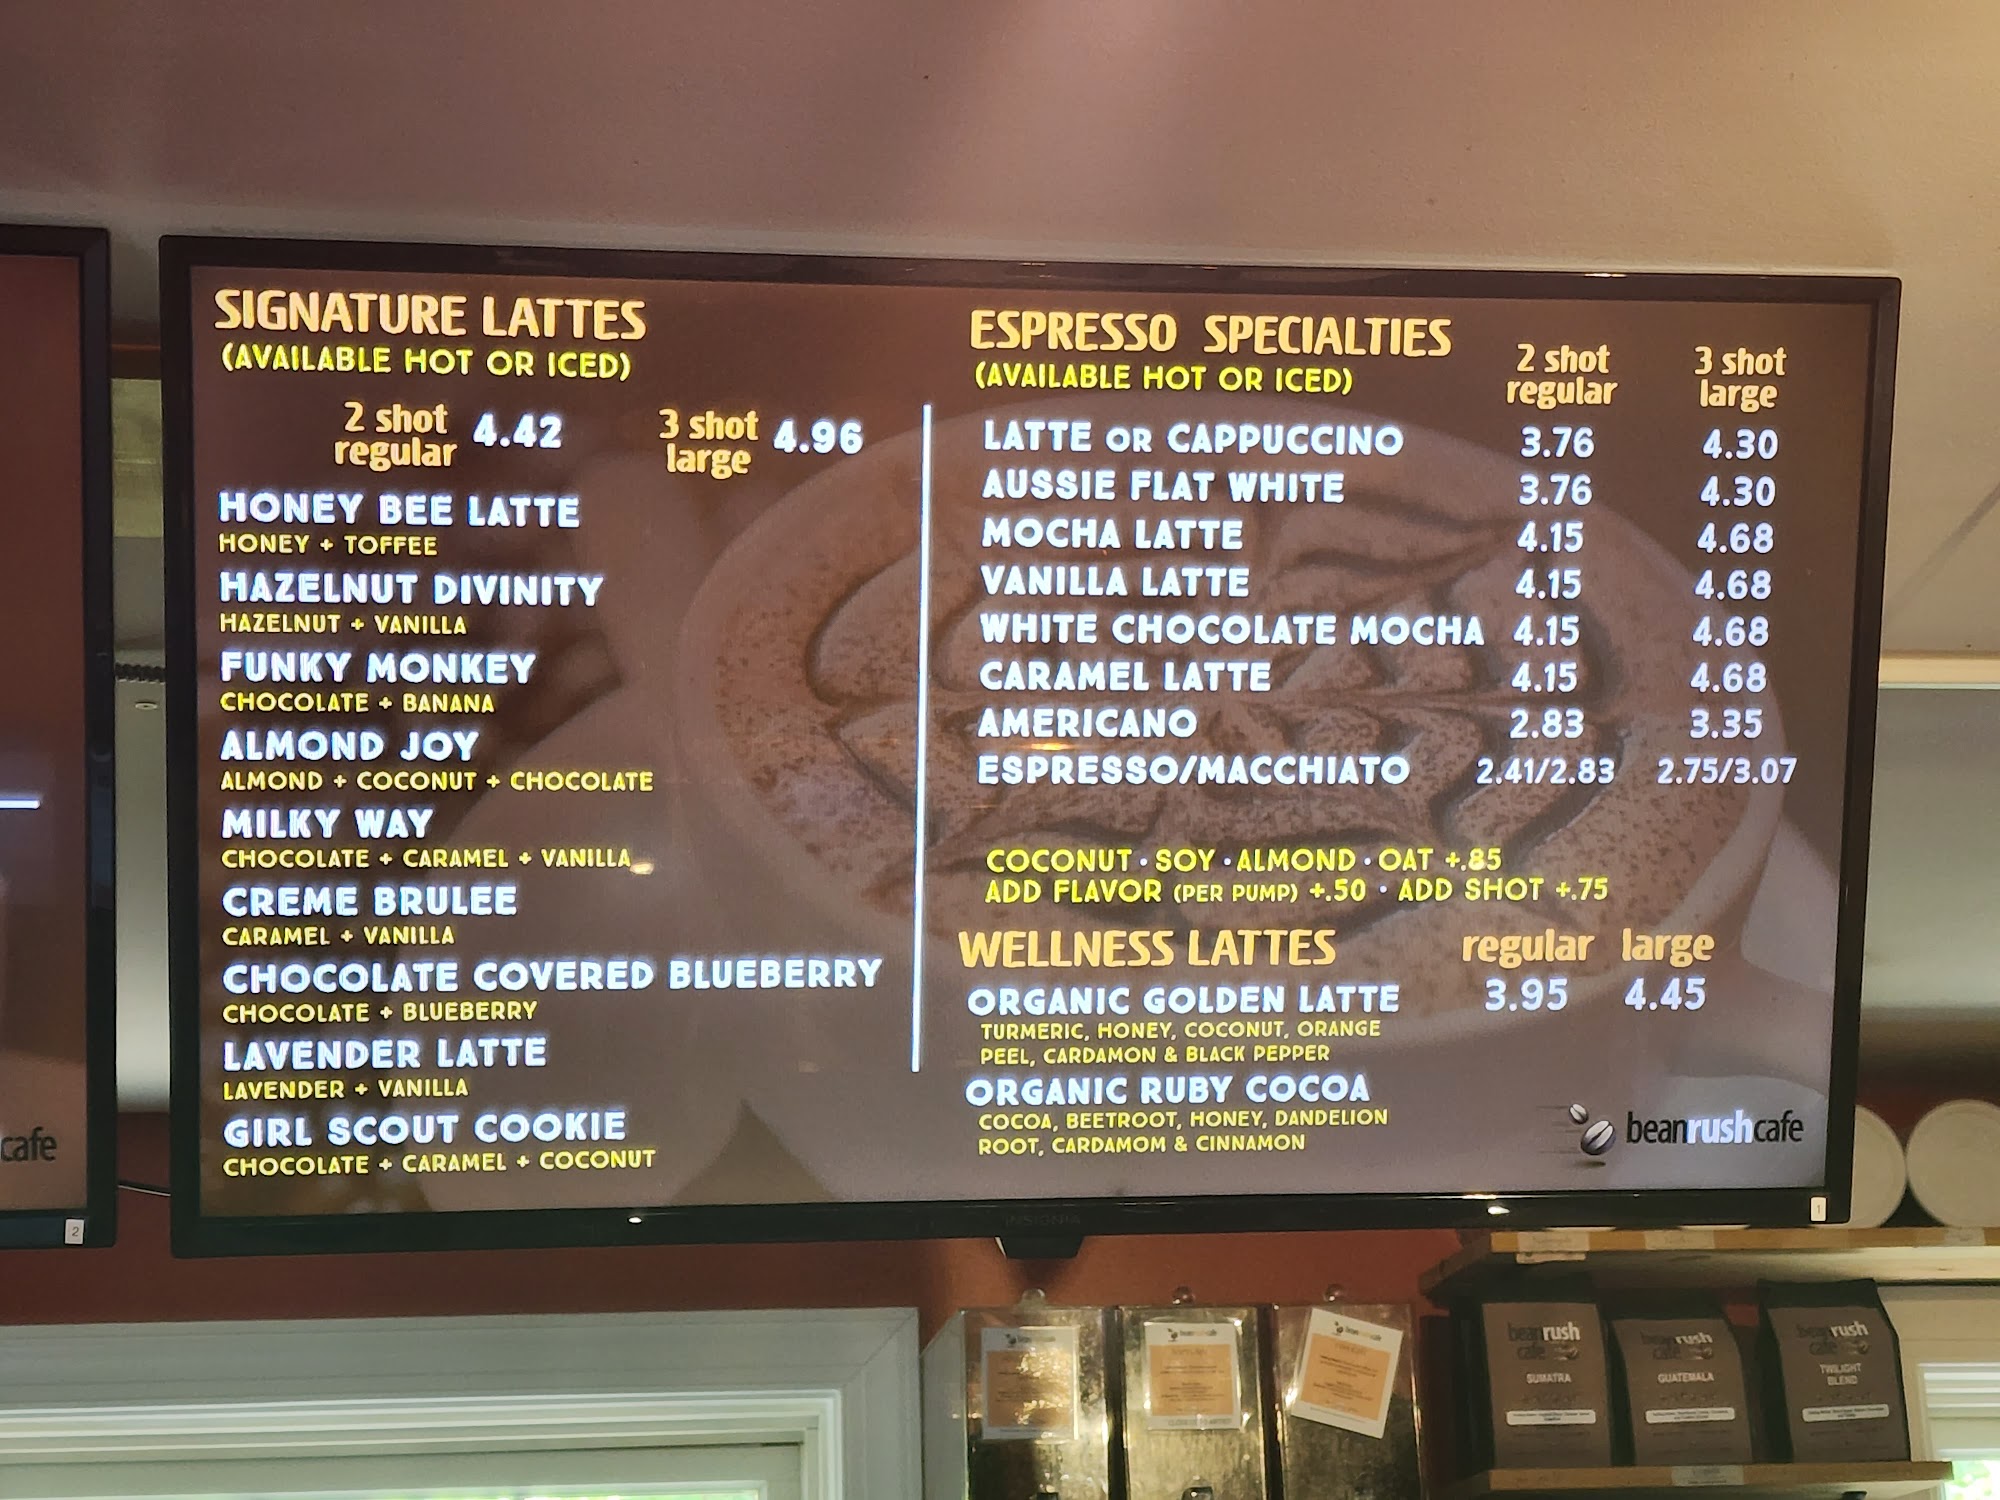 SIGNATURE LATTES
(AVAILABLE HOT OR ICED)
2 shot regular 4.42 3 shot large 4.96
HONEY BEE LATTE
HONEY + TOFFEE
HAZELNUT DIVINITY
HAZELNUT + VANILLA
FUNKY MONKEY
CHOCOLATE + BANANA
ALMOND JOY
ALMOND + COCONUT + CHOCOLATE
MILKY WAY
CHOCOLATE + CARAMEL + VANILLA
CREME BRULEE
CARAMEL + VANILLA
CHOCOLATE COVERED BLUEBERRY
CHOCOLATE + BLUEBERRY
LAVENDER LATTE
LAVENDER + VANILLA
GIRL SCOUT COOKIE
CHOCOLATE + CARAMEL + COCONUT
ESPRESSO SPECIALTIES
(AVAILABLE HOT OR ICED)
2 shot regular 3 shot large
LATTE OR CAPPUCCINO 3.76 4.30
AUSSIE FLAT WHITE 3.76 4.30
MOCHA LATTE 4.15 4.68
VANILLA LATTE 4.15 4.68
WHITE CHOCOLATE MOCHA 4.15 4.68
CARAMEL LATTE 4.15 4.68
AMERICANO 2.83 3.35
ESPRESSO/MACCHIATO 2.41/2.83 2.75/3.07
COCONUT · SOY · ALMOND · OAT +.85
ADD FLAVOR (PER PUMP) +.50 · ADD SHOT +.75
WELLNESS LATTES regular large
ORGANIC GOLDEN LATTE 3.95 4.45
TURMERIC, HONEY, COCONUT, ORANGE
PEEL, CARDAMON & BLACK PEPPER
ORGANIC RUBY COCOA
COCOA, BEETROOT, HONEY, DANDELION
ROOT, CARDAMOM & CINNAMON
beanrushcafe
1
cafe
2
INSIGNIA
beanrush
cafe
SUMATRA
beanrush
cafe
GUATEMALA
beanrush
cafe
TWILIGHT
BLEND